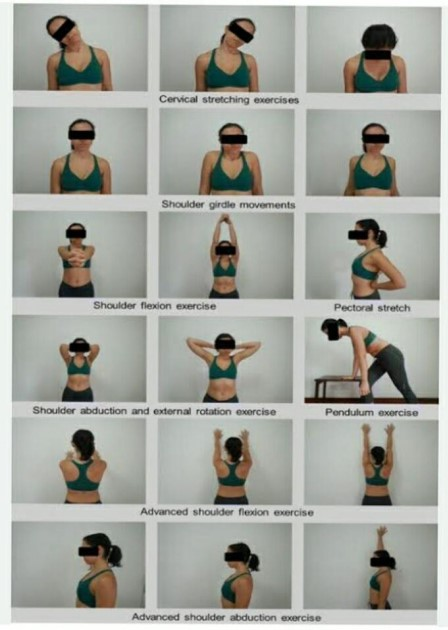 Cervical stretching exercises
Shoulder girdle movements
Shoulder flexion exercise
Pectoral stretch
Shoulder abduction and external rotation exercise
Pendulum exercise
Advanced shoulder flexion exercise
Advanced shoulder abduction exercise